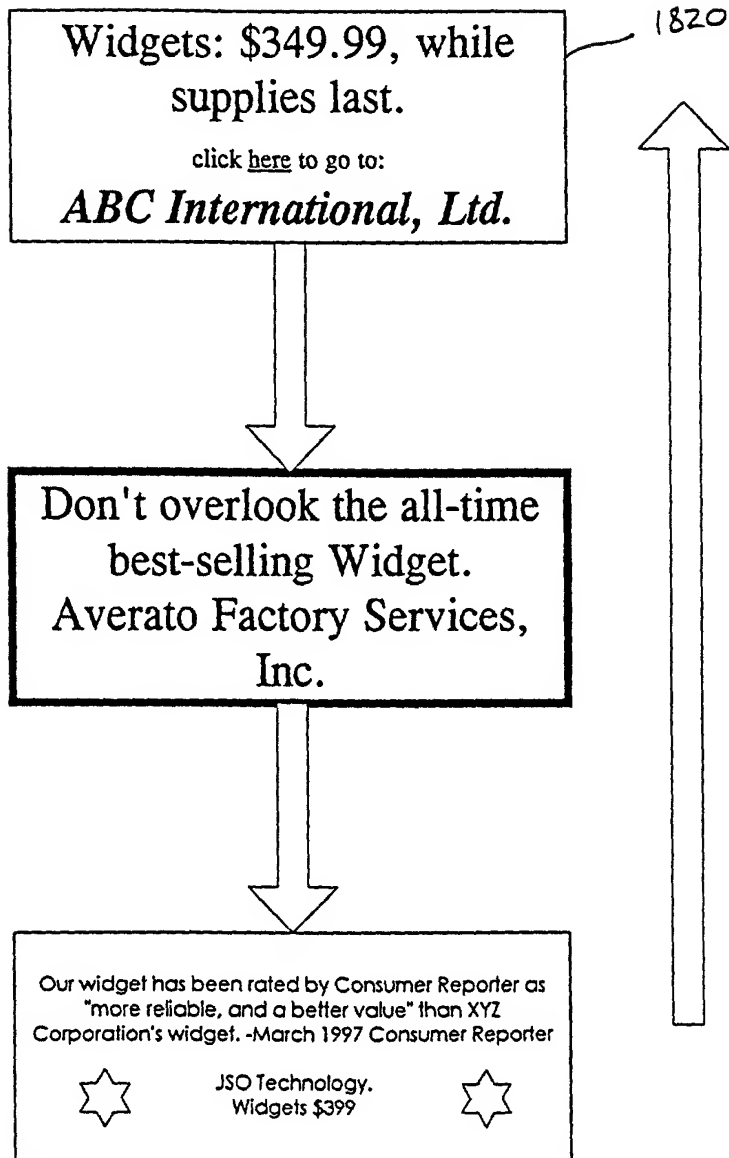 1820
Widgets: $349.99, while
supplies last.
click here to go to:
ABC International, Ltd.
Don't overlook the all-time
best-selling Widget.
Averato Factory Services,
Inc.
Our widget has been rated by Consumer Reporter as
"more reliable, and a better value" than XYZ
Corporation's widget. -March 1997 Consumer Reporter
JSO Technology.
Widgets $399